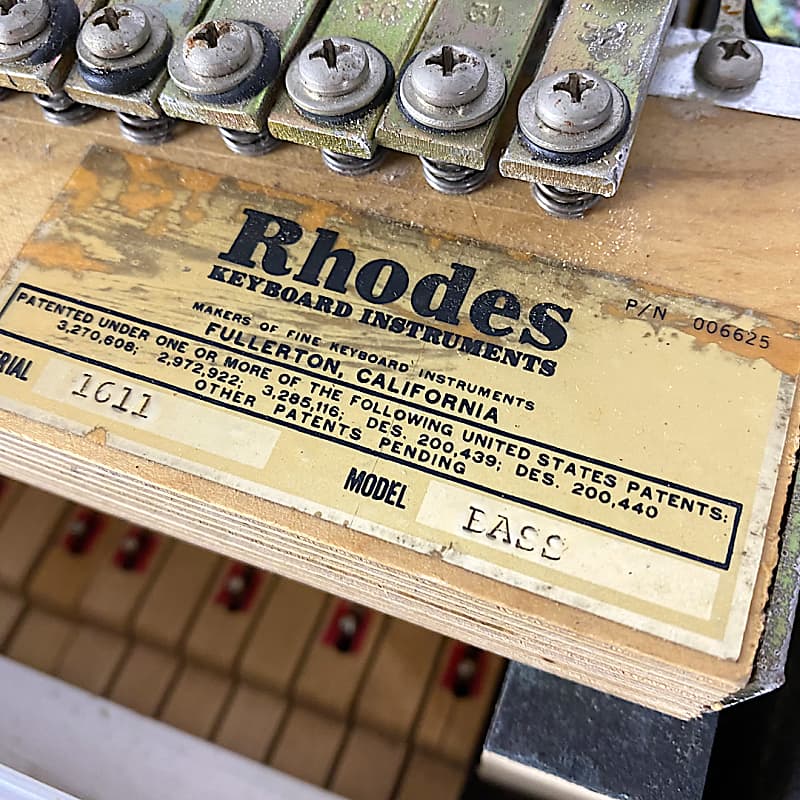 Rhodes
KEYBOARD INSTRUMENTS
P/N 006625
MAKERS OF FINE KEYBOARD INSTRUMENTS
FULLERTON, CALIFORNIA
PATENTED UNDER ONE OR MORE OF THE FOLLOWING UNITED STATES PATENTS:
3,270,608; 2,972,922; 3,285,116; DES. 200,439; DES. 200,440
OTHER PATENTS PENDING
ERIAL 1611
MODEL BASS